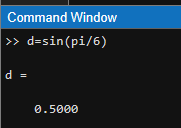 Command Window
>> d=sin(pi/6)
d =
0.5000